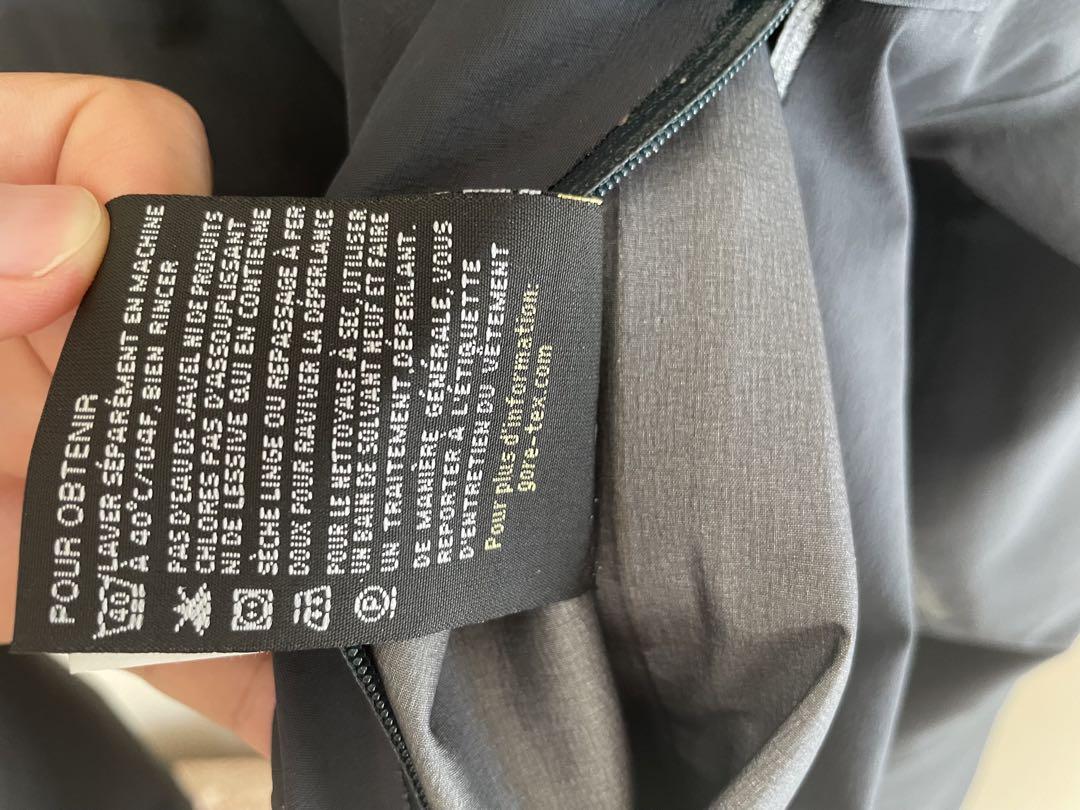 POUR OBTENIR
LAVER SÉPARÉMENT EN MACHINE
À 40°C/104F, BIEN RINCER
PAS D'EAU DE JAVEL NI DE PRODUITS
CHLORES PAS D'ASSOUPLISSANT
NI DE LESSIVE QUI EN CONTIENNE
SÈCHE LINGE OU REPASSAGE À FER
DOUX POUR RAVIVER LA DÉPERLANCE
POUR LE NETTOYAGE À SEC, UTILISER
UN BAIN DE SOLVANT NEUF ET FAIRE
UN TRAITEMENT DÉPERLANT.
DE MANIÈRE GÉNÉRALE, VOUS
REPORTER À L'ÉTIQUETTE
D'ENTRETIEN DU VÊTEMENT
Pour plus d'information:
gore-tex.com
40
P